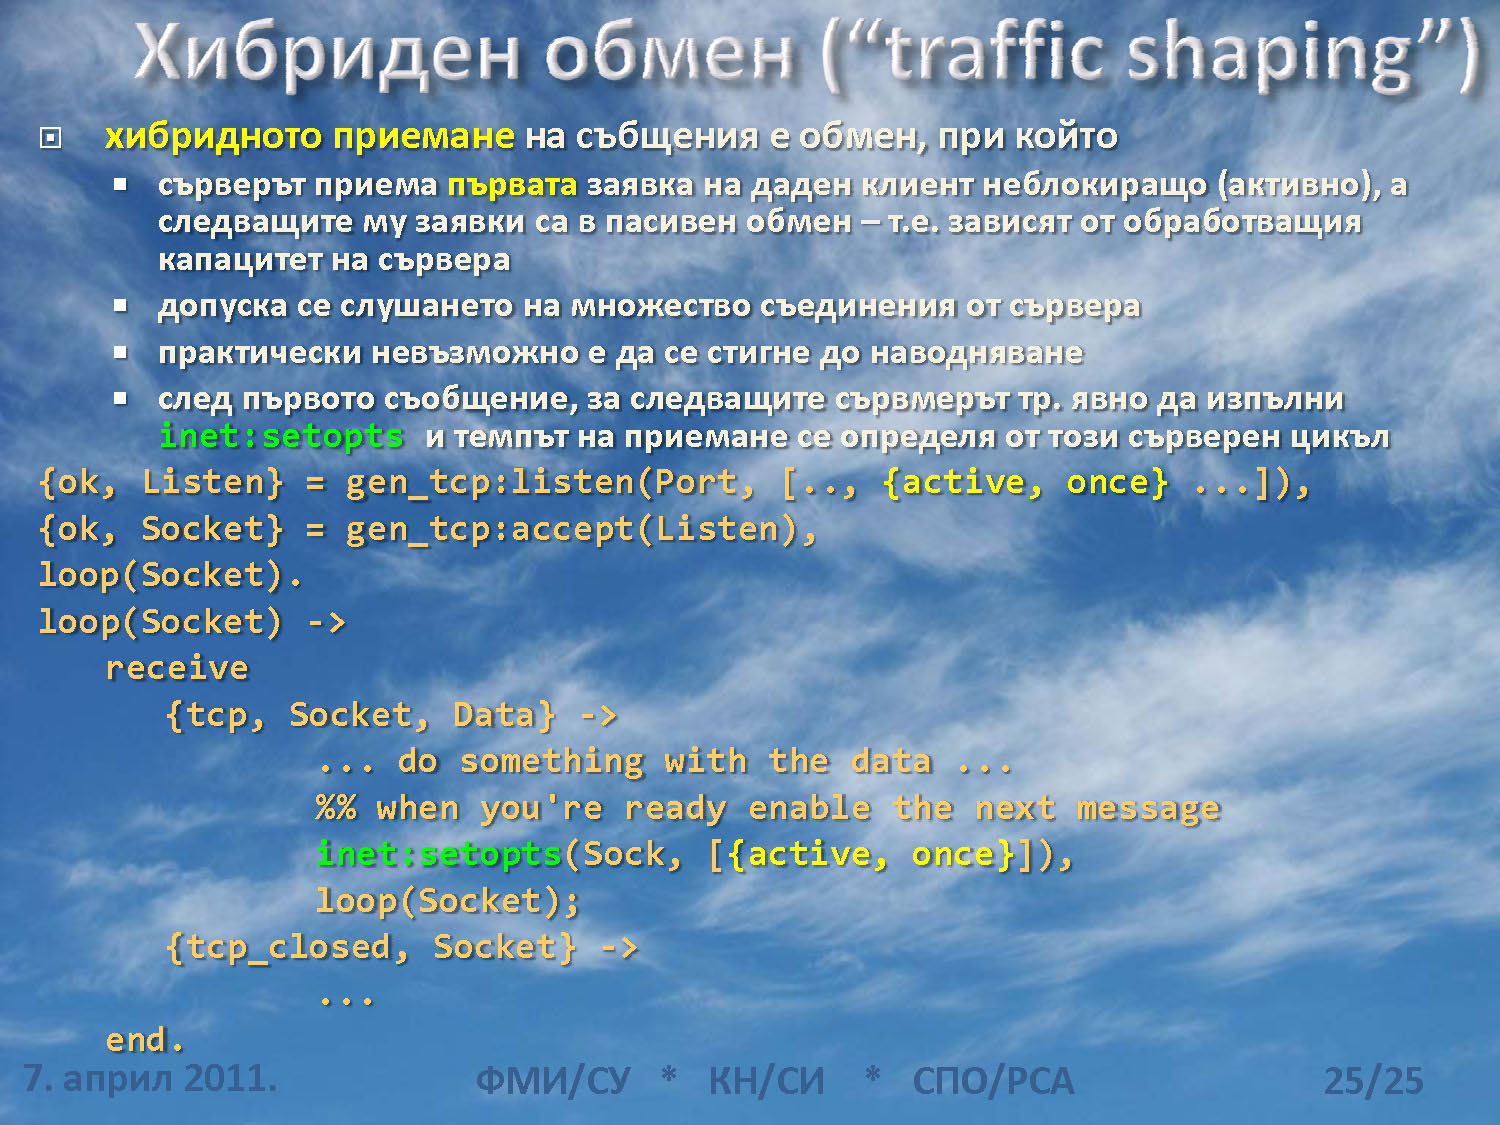 Хибриден обмен (“traffic shaping”)
хибридното приемане на събщения е обмен, при който
сърверът приема първата заявка на даден клиент неблокиращо (активно), а
следващите му заявки са в пасивен обмен – т.е. зависят от обработващия
капацитет на сървера
допуска се слушането на множество съединения от сървера
практически невъзможно е да се стигне до наводняване
след първото съобщение, за следващите сървмерът тр. явно да изпълни
inet:setopts и темпът на приемане се определя от този сърверен цикъл
{ok, Listen} = gen_tcp:listen(Port, [.., {active, once} ...]),
{ok, Socket} = gen_tcp:accept(Listen),
loop(Socket).
loop(Socket) ->
receive
{tcp, Socket, Data} ->
... do something with the data ...
%% when you're ready enable the next message
inet:setopts(Sock, [{active, once}]),
loop(Socket);
{tcp_closed, Socket} ->
...
end.
7. април 2011. ФМИ/СУ * КН/СИ * СПО/РСА 25/25